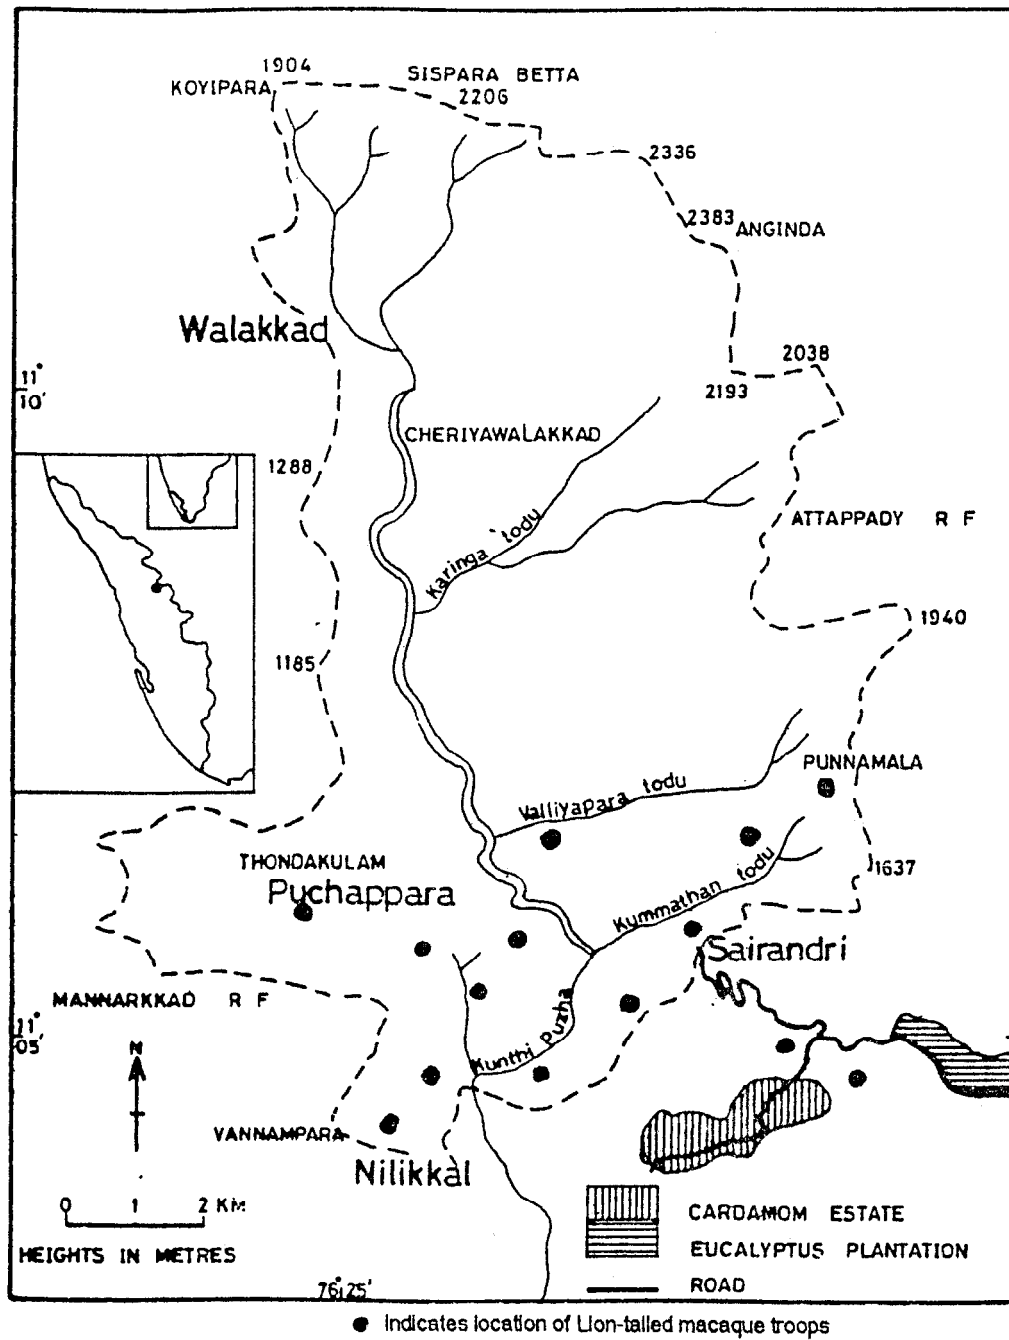 1904
KOYIPARA
SISPARA BETTA
2206
2336
2383
ANGINDA
Walakkad
2038
2193
11°
10'
CHERIYAWALAKKAD
1288
Karinga todu
ATTAPPADY R F
1940
1185
PUNNAMALA
Valliyapara todu
THONDAKULAM
Puchappara
1637
Kummathan todu
Sairandri
MANNARKKAD R F
11°
05'
N
Kunthi Puzha
VANNAMPARA
Nilikkal
0 1 2 KM
CARDAMOM ESTATE
HEIGHTS IN METRES
EUCALYPTUS PLANTATION
ROAD
76°25'
Indicates location of Lion-tailed macaque troops